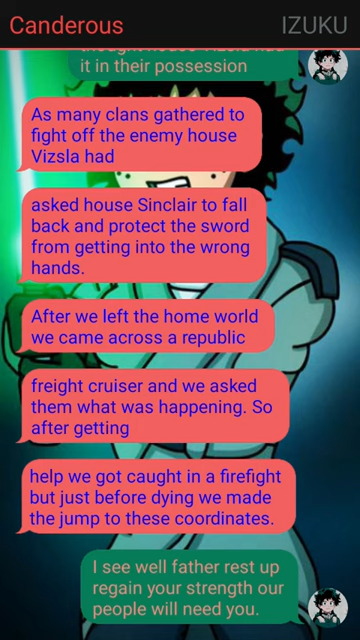 Canderous IZUKU
it in their possession
As many clans gathered to
fight off the enemy house
Vizsla had
asked house Sinclair to fall
back and protect the sword
from getting into the wrong
hands.
After we left the home world
we came across a republic
freight cruiser and we asked
them what was happening. So
after getting
help we got caught in a firefight
but just before dying we made
the jump to these coordinates.
I see well father rest up
regain your strength our
people will need you.